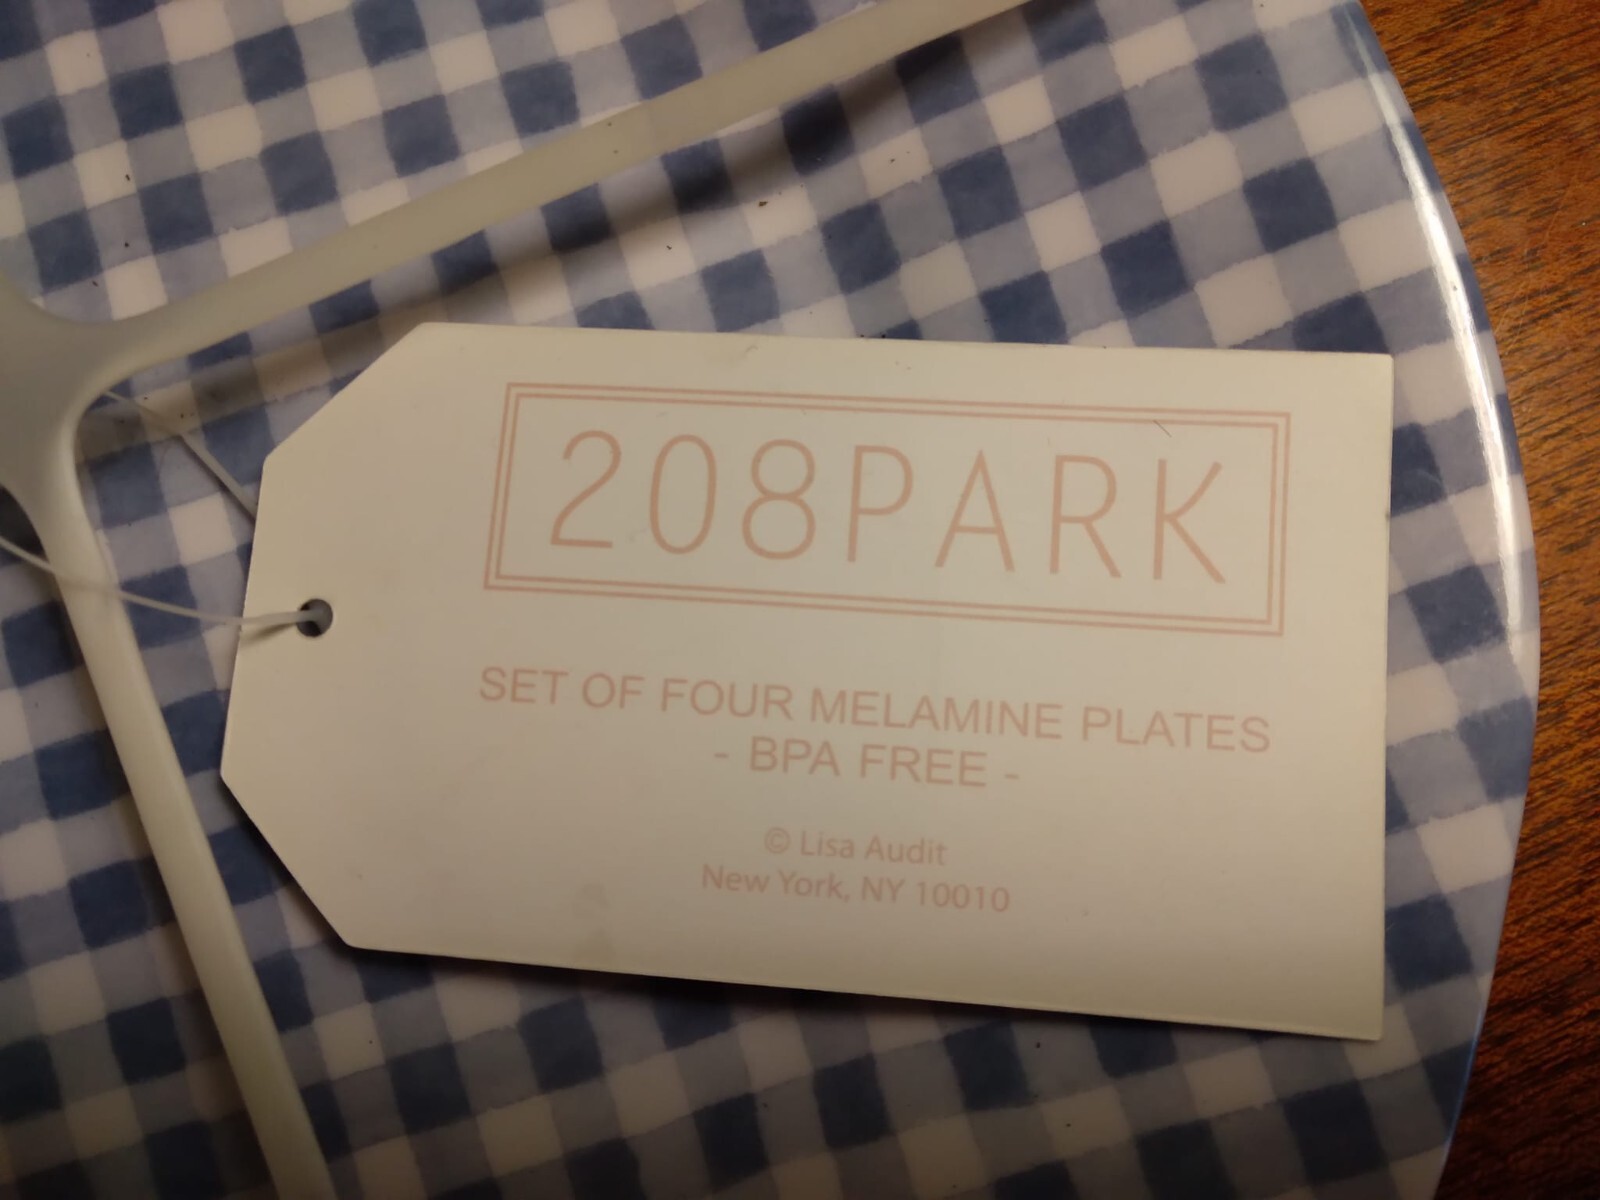 208PARK
SET OF FOUR MELAMINE PLATES
- BPA FREE -
© Lisa Audit
New York, NY 10010